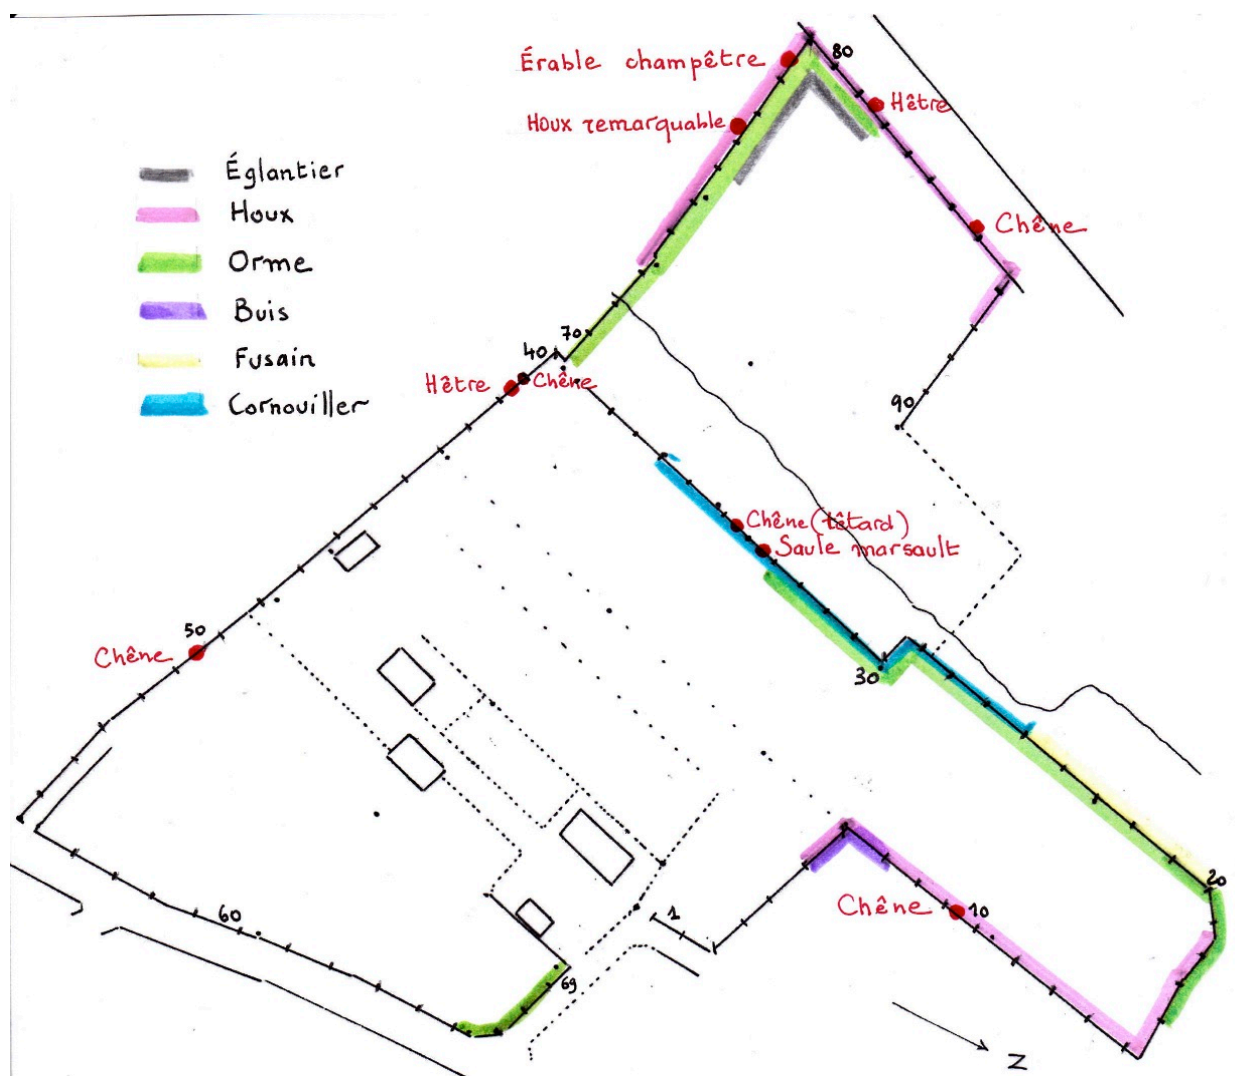 Érable champêtre
80
Houx remarquable
Hêtre
Églantier
Houx
Chêne
Orme
Buis
Fusain
Cornouiller
70
40
Hêtre
Chêne
90
Chêne (têtard)
Saule marsault
50
Chêne
30
20
60
1
Chêne
10
69
N